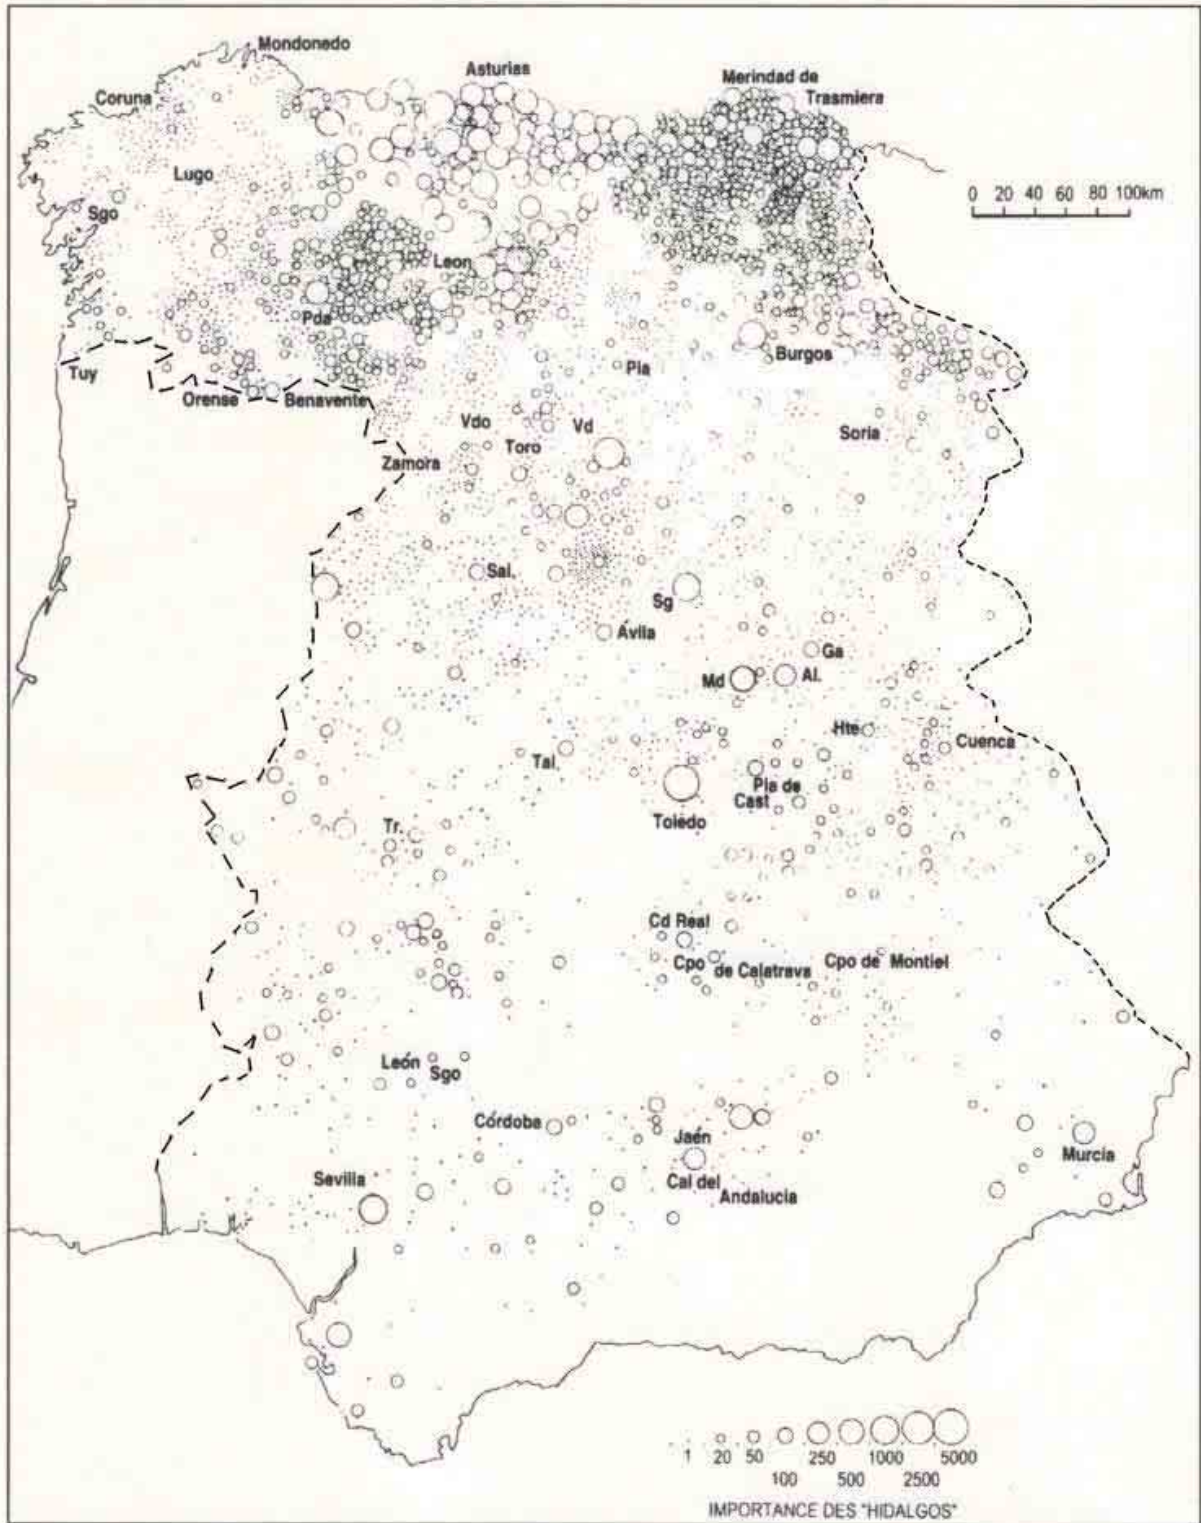 Mondonedo
Asturias
Merindad de
Trasmiera
Coruna
Lugo
0 20 40 60 80 100km
Sgo
Leon
Pda
Burgos
Tuy
Pla
Orense
Benavente
Vdo
Vd
Soria
Toro
Zamora
Sal.
Sg
Ávila
Ga
Md
Al.
Hte
Cuenca
Tal.
Pla de
Cast
Toledo
Tr.
Cd Real
Cpo de Calatrava
Cpo de Montiel
León
Sgo
Córdoba
Jaén
Murcia
Sevilla
Cal del
Andalucia
1 20 50 250 1000 5000
100 500 2500
IMPORTANCE DES "HIDALGOS"